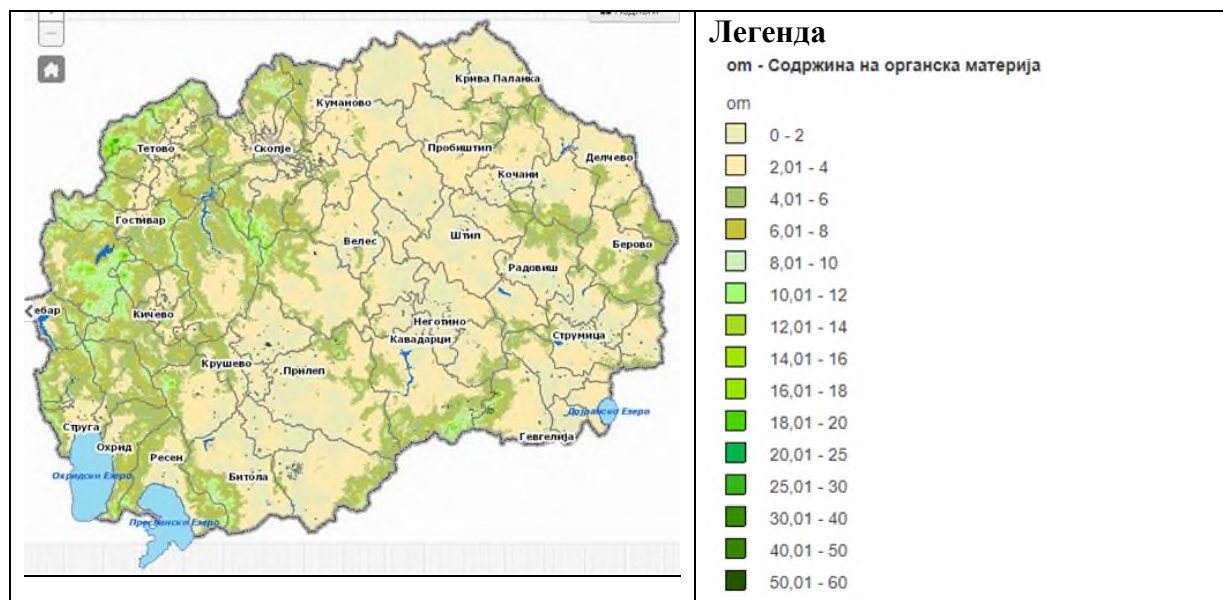 Легенда
om - Содржина на органска материја
om
0 - 2
2,01 - 4
4,01 - 6
6,01 - 8
8,01 - 10
10,01 - 12
12,01 - 14
14,01 - 16
16,01 - 18
18,01 - 20
20,01 - 25
25,01 - 30
30,01 - 40
40,01 - 50
50,01 - 60
Крива Паланка
Куманово
Тетово
Скопје
Пробиштип
Делчево
Кочани
Гостивар
Велес
Штип
Берово
Радовиш
ебар
Кичево
Неготино
Кавадарци
Струмица
Крушево
Прилеп
Дојранско Езеро
Струга
Гевгелија
Охрид
Ресен
Битола
Охридско Езеро
Преспанско Езеро